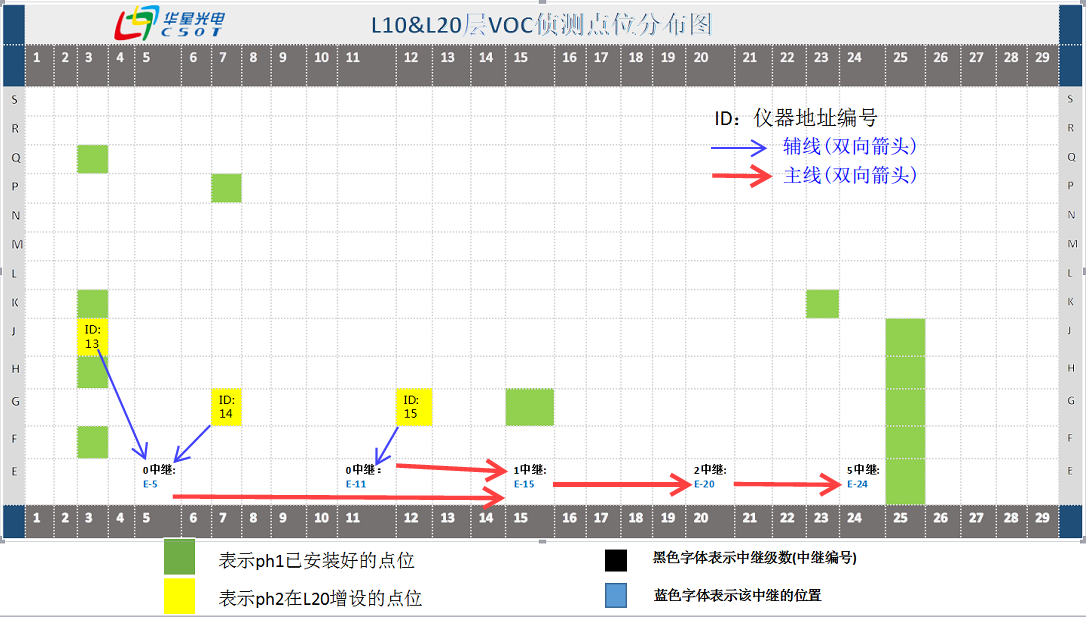 华星光电
CSOT
L10&L20层VOC侦测点位分布图
1 2 3 4 5 6 7 8 9 10 11 12 13 14 15 16 17 18 19 20 21 22 23 24 25 26 27 28 29
S S
ID：仪器地址编号
R R
辅线(双向箭头)
Q Q
主线(双向箭头)
P P
N N
M M
L L
K K
J ID: J
13
H H
G ID: ID: G
14 15
F F
E 0中继: 0中继: 1中继: 2中继: 5中继: E
E-5 E-11 E-15 E-20 E-24
1 2 3 4 5 6 7 8 9 10 11 12 13 14 15 16 17 18 19 20 21 22 23 24 25 26 27 28 29
表示ph1已安装好的点位
黑色字体表示中继级数(中继编号)
表示ph2在L20增设的点位
蓝色字体表示该中继的位置